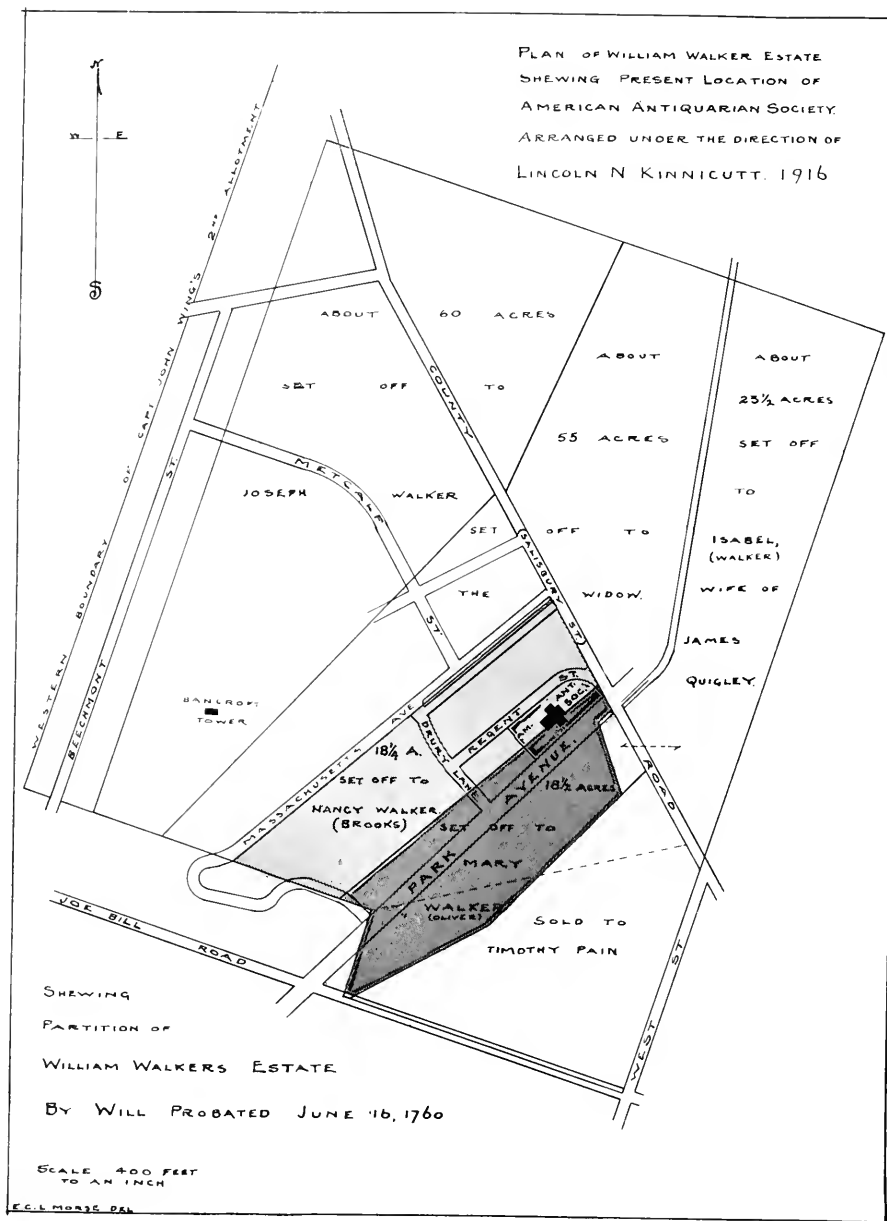 PLAN OF WILLIAM WALKER ESTATE
SHEWING PRESENT LOCATION OF
AMERICAN ANTIQUARIAN SOCIETY.
ARRANGED UNDER THE DIRECTION OF
LINCOLN N KINNICUTT. 1916
N
W E
S
WESTERN BOUNDARY OF CAPT JOHN WING'S 2ND ALLOTMENT
BEECHMONT ST.
ABOUT 60 ACRES
SET OFF TO
JOSEPH WALKER
METCALF ST.
COUNTY
ROAD
SALISBURY ST.
ABOUT
55 ACRES
SET OFF TO
THE WIDOW.
ABOUT
25½ ACRES
SET OFF
TO
ISABEL,
(WALKER)
WIFE OF
JAMES
QUIGLEY.
BANCROFT
TOWER
MASSACHUSETTS AVE
DRURY LANE
REGENT ST.
AM. ANT. SOC.
PARK AVENUE.
18¼ A.
SET OFF TO
NANCY WALKER
(BROOKS)
18½ ACRES
SET OFF TO
MARY
WALKER
(OLIVER)
SOLD TO
TIMOTHY PAIN
JOE BILL ROAD
WEST ST
SHEWING
PARTITION OF
WILLIAM WALKERS ESTATE
BY WILL PROBATED JUNE 16, 1760
SCALE 400 FEET
TO AN INCH
E.C.L MORSE DEL